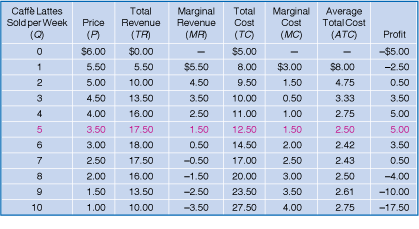 Caffè Lattes Sold per Week (Q) | Price (P) | Total Revenue (TR) | Marginal Revenue (MR) | Total Cost (TC) | Marginal Cost (MC) | Average Total Cost (ATC) | Profit
0 $6.00 $0.00 — $5.00 — — –$5.00
1 5.50 5.50 $5.50 8.00 $3.00 $8.00 –2.50
2 5.00 10.00 4.50 9.50 1.50 4.75 0.50
3 4.50 13.50 3.50 10.00 0.50 3.33 3.50
4 4.00 16.00 2.50 11.00 1.00 2.75 5.00
5 3.50 17.50 1.50 12.50 1.50 2.50 5.00
6 3.00 18.00 0.50 14.50 2.00 2.42 3.50
7 2.50 17.50 –0.50 17.00 2.50 2.43 0.50
8 2.00 16.00 –1.50 20.00 3.00 2.50 –4.00
9 1.50 13.50 –2.50 23.50 3.50 2.61 –10.00
10 1.00 10.00 –3.50 27.50 4.00 2.75 –17.50